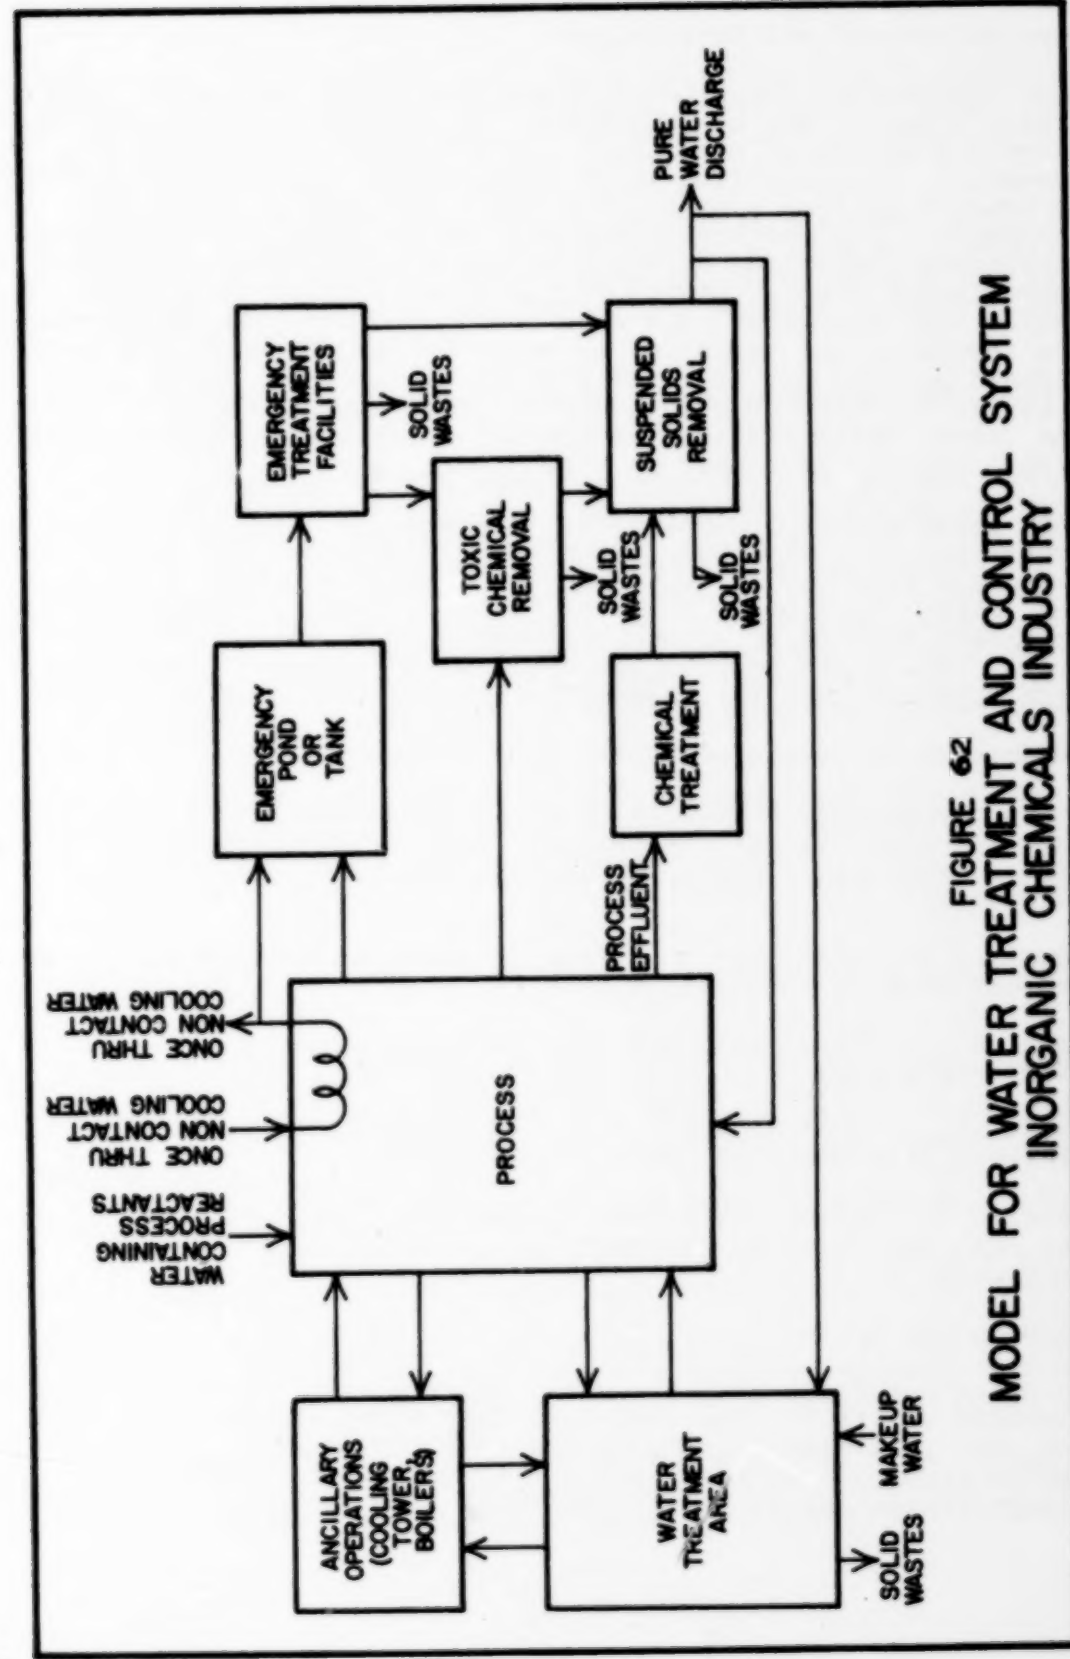 WATER
CONTAINING
PROCESS
REACTANTS
ONCE THRU
NON CONTACT
COOLING WATER
ONCE THRU
NON CONTACT
COOLING WATER
ANCILLARY
OPERATIONS
(COOLING
TOWER,
BOILERS)
WATER
TREATMENT
AREA
SOLID
WASTES
MAKEUP
WATER
PROCESS
EMERGENCY
POND
OR
TANK
EMERGENCY
TREATMENT
FACILITIES
SOLID
WASTES
TOXIC
CHEMICAL
REMOVAL
SOLID
WASTES
PROCESS
EFFLUENT
CHEMICAL
TREATMENT
SUSPENDED
SOLIDS
REMOVAL
SOLID
WASTES
PURE
WATER
DISCHARGE
FIGURE 62
MODEL FOR WATER TREATMENT AND CONTROL SYSTEM
INORGANIC CHEMICALS INDUSTRY